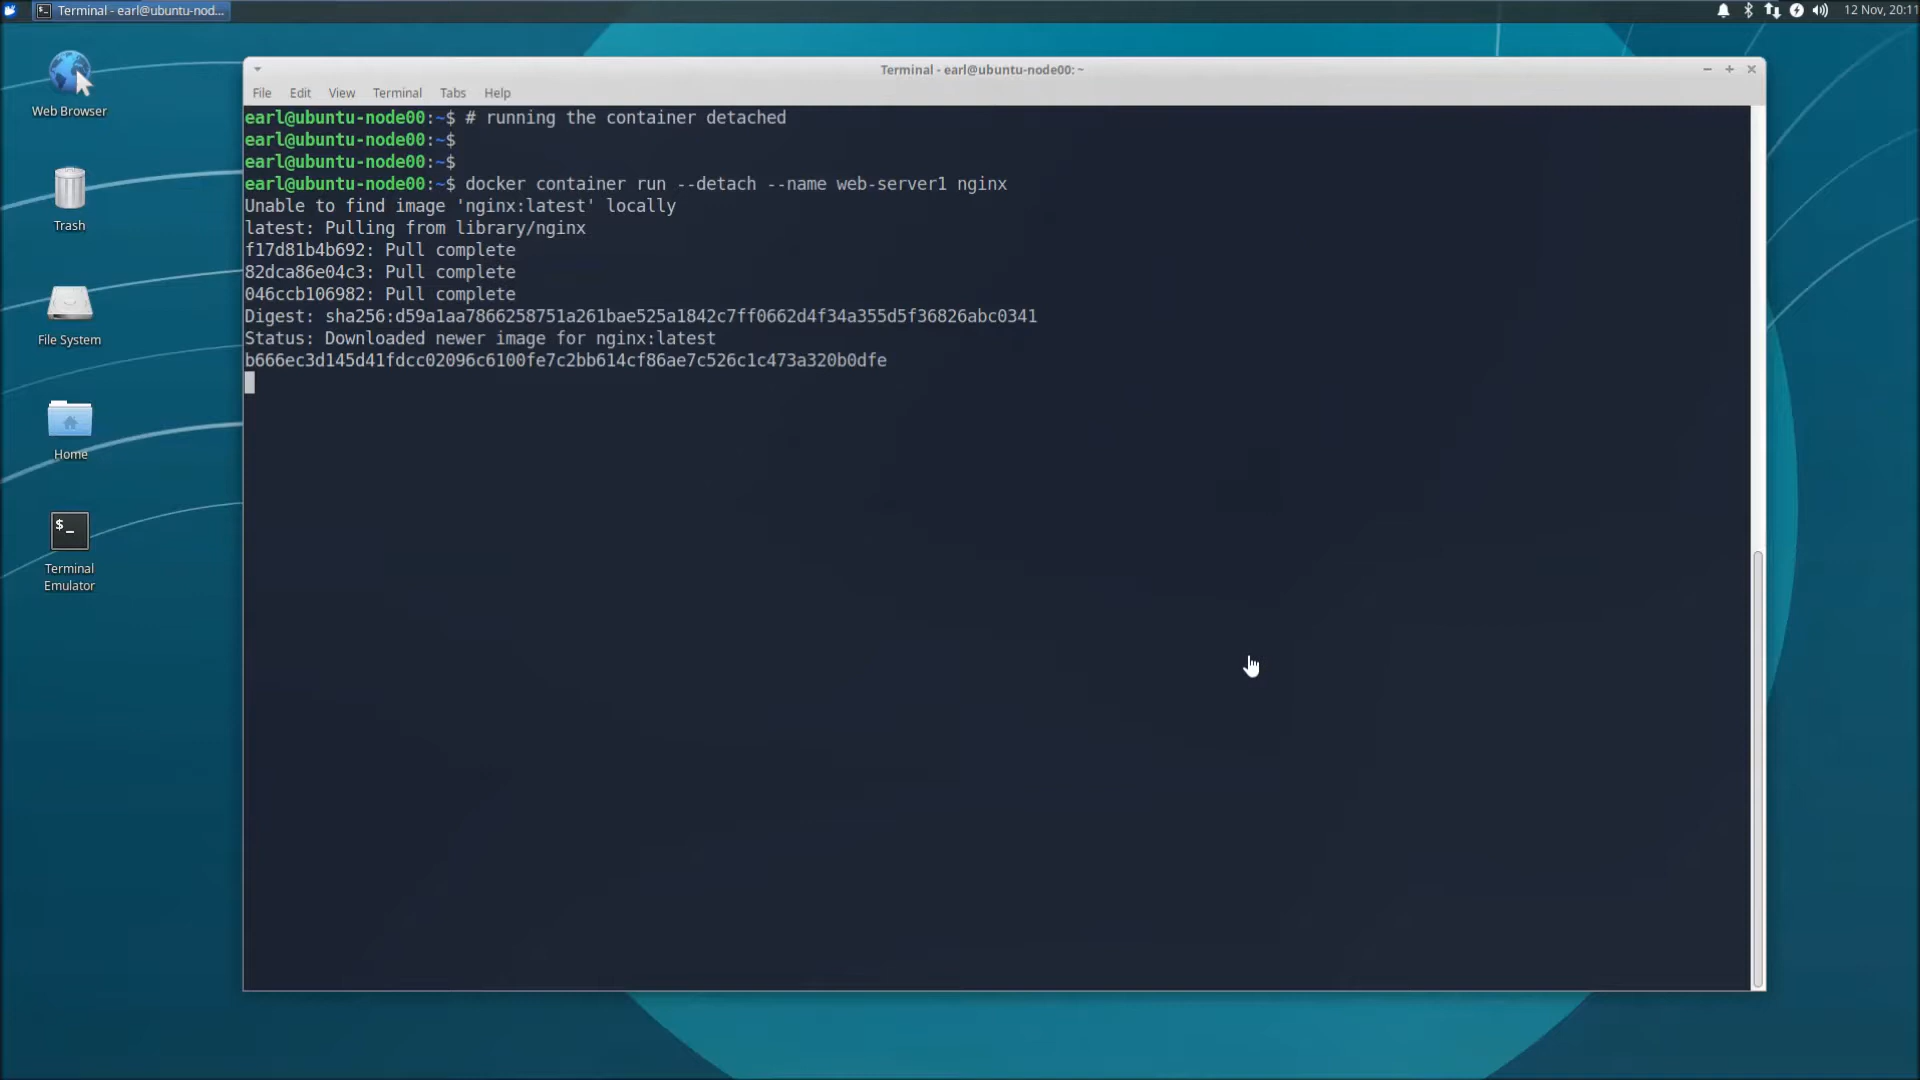 Terminal - earl@ubuntu-nod...
12 Nov, 20:11
Web Browser
Trash
File System
Home
Terminal
Emulator
Terminal - earl@ubuntu-node00: ~
File Edit View Terminal Tabs Help
earl@ubuntu-node00:~$ # running the container detached
earl@ubuntu-node00:~$
earl@ubuntu-node00:~$
earl@ubuntu-node00:~$ docker container run --detach --name web-server1 nginx
Unable to find image 'nginx:latest' locally
latest: Pulling from library/nginx
f17d81b4b692: Pull complete
82dca86e04c3: Pull complete
046ccb106982: Pull complete
Digest: sha256:d59a1aa7866258751a261bae525a1842c7ff0662d4f34a355d5f36826abc0341
Status: Downloaded newer image for nginx:latest
b666ec3d145d41fdcc02096c6100fe7c2bb614cf86ae7c526c1c473a320b0dfe